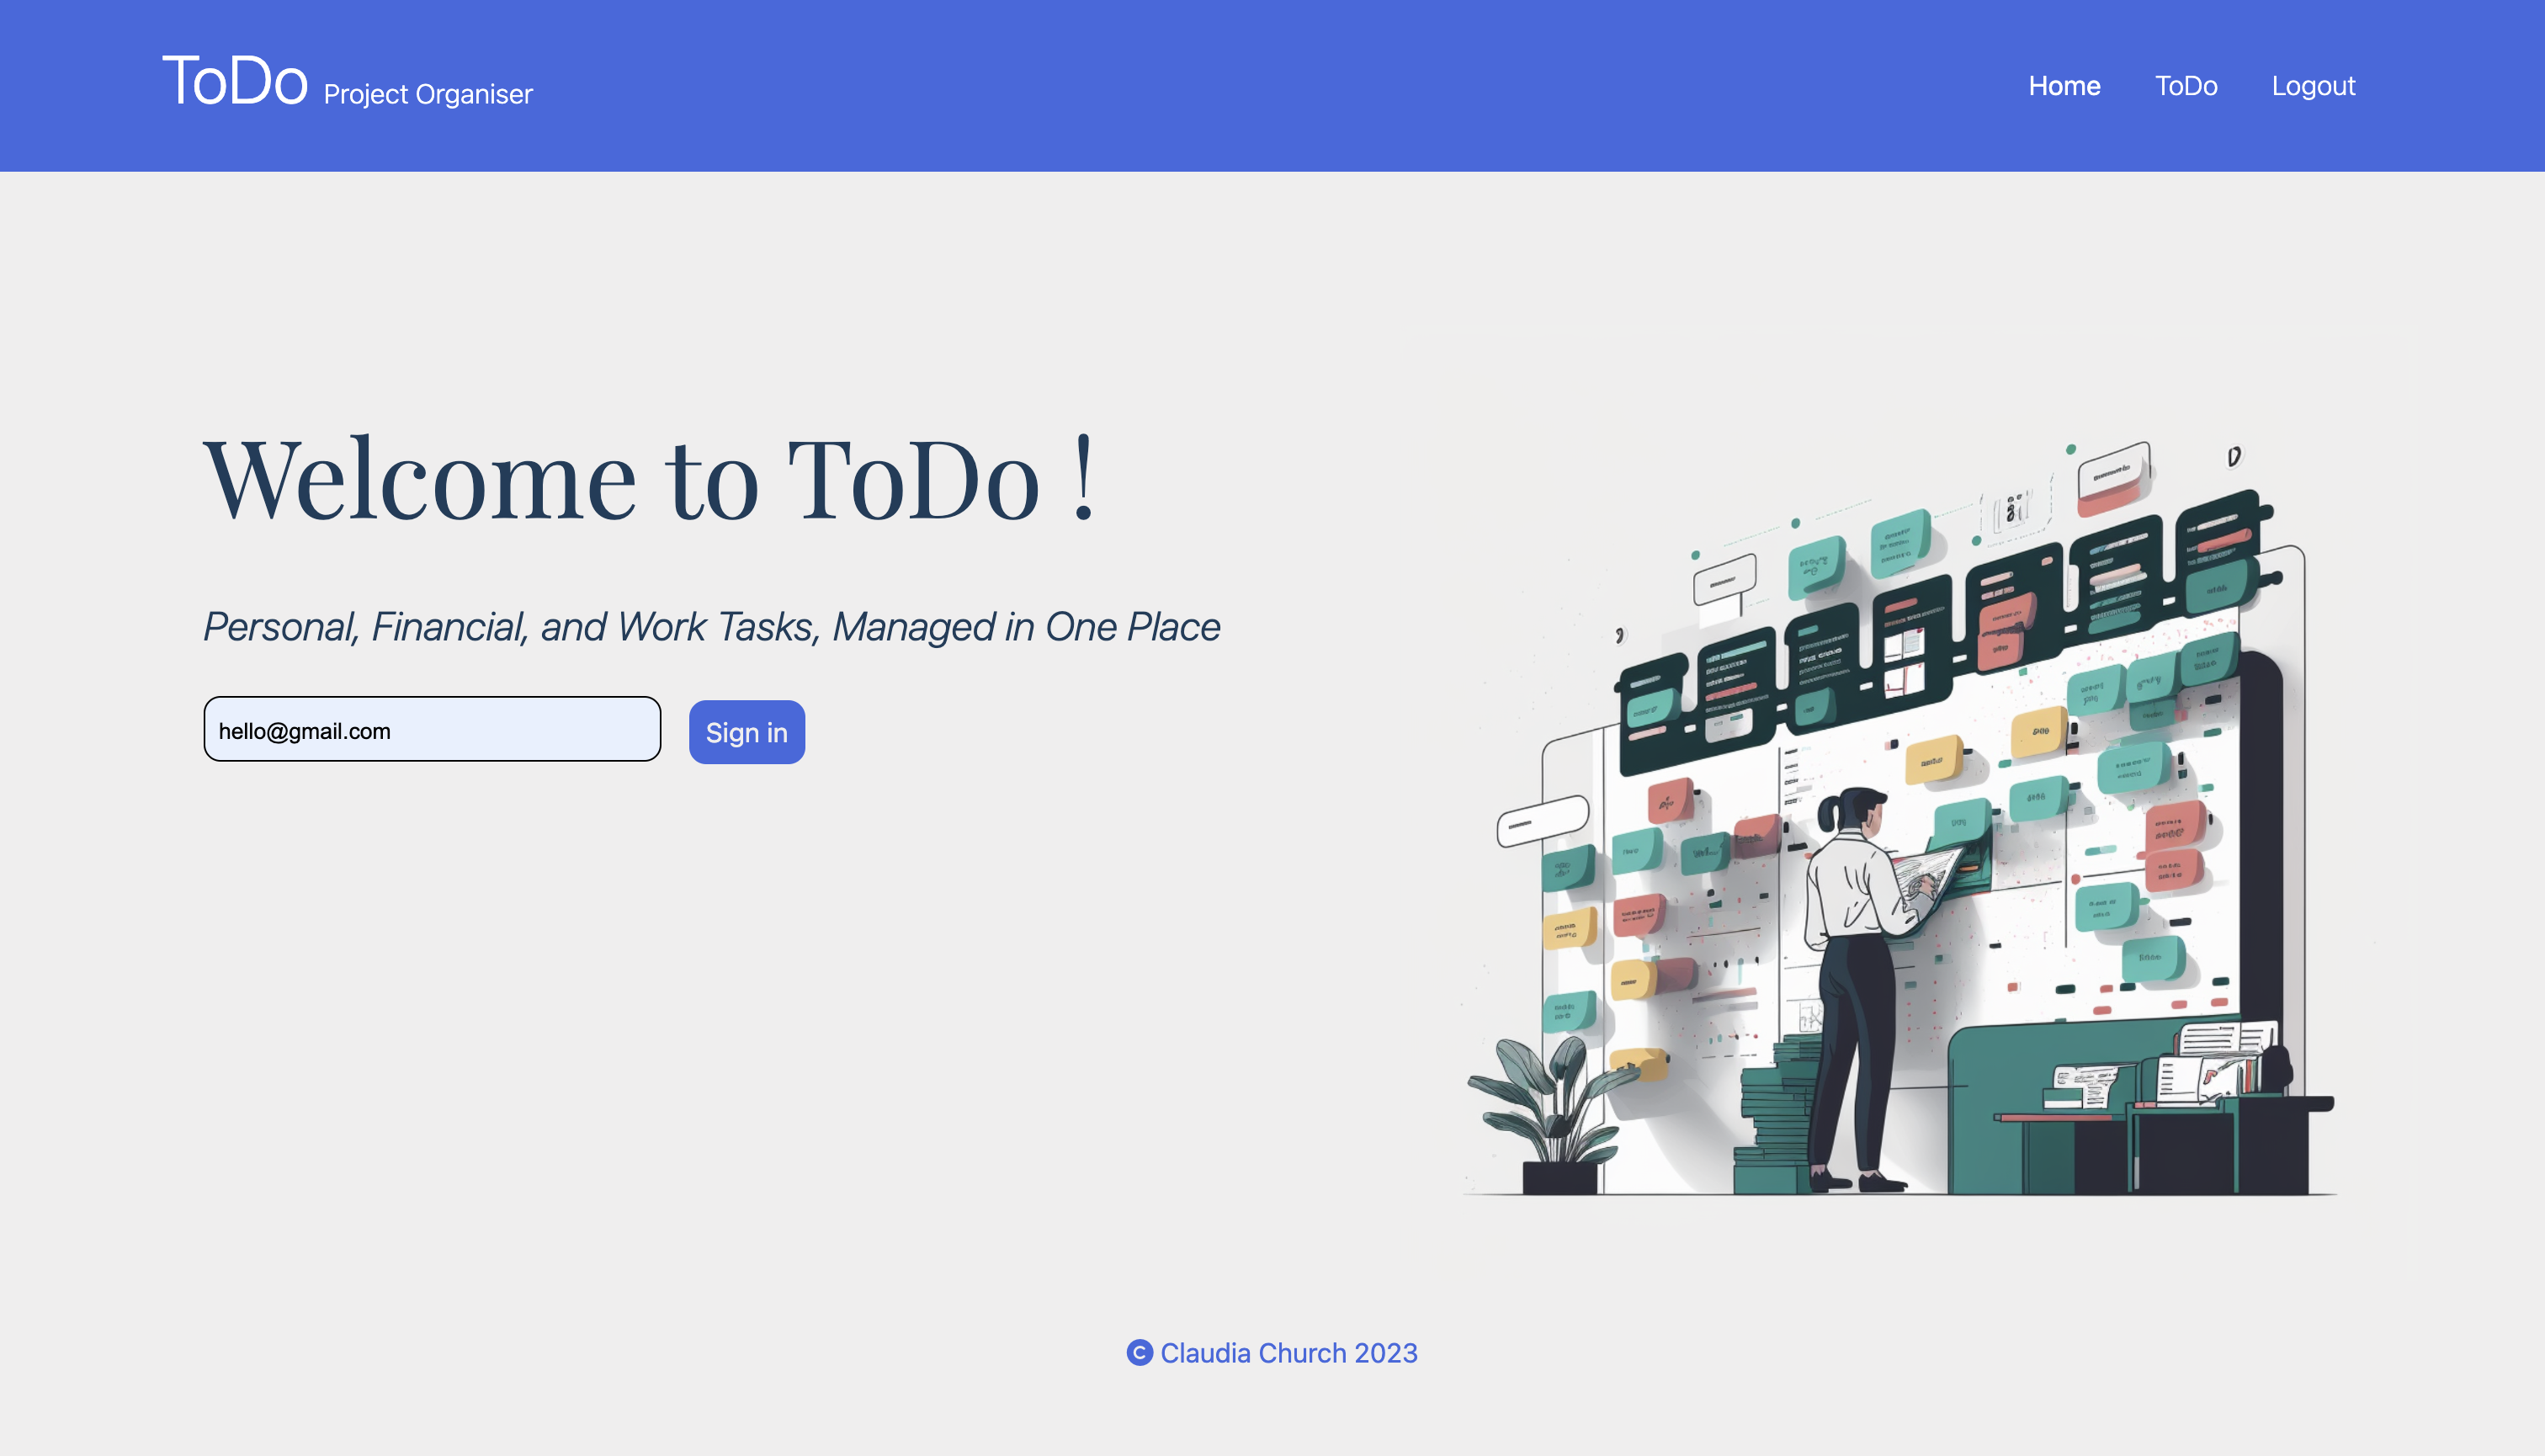 ToDo Project Organiser
Home ToDo Logout
Welcome to ToDo !
Personal, Financial, and Work Tasks, Managed in One Place
hello@gmail.com
Sign in
© Claudia Church 2023